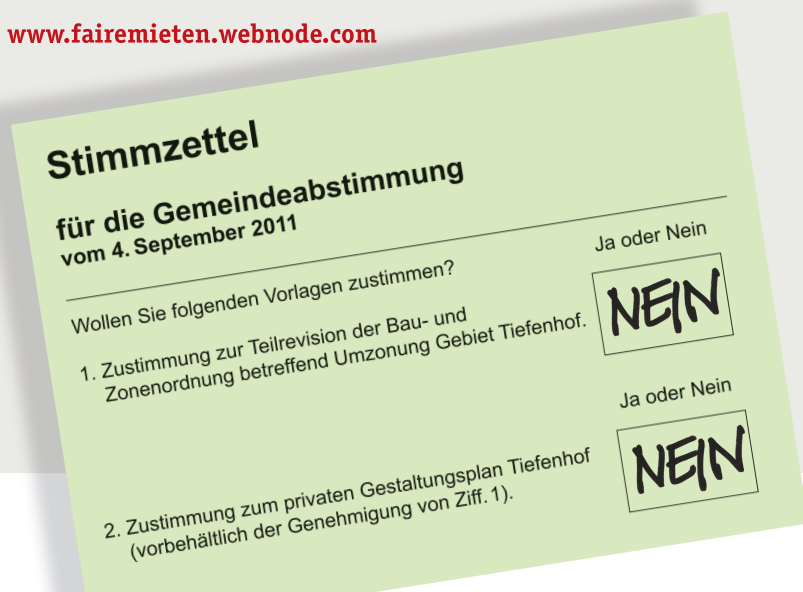 www.fairemieten.webnode.com
Stimmzettel
für die Gemeindeabstimmung
vom 4. September 2011
Ja oder Nein
Wollen Sie folgenden Vorlagen zustimmen?
NEIN
1. Zustimmung zur Teilrevision der Bau- und
Zonenordnung betreffend Umzonung Gebiet Tiefenhof.
Ja oder Nein
NEIN
2. Zustimmung zum privaten Gestaltungsplan Tiefenhof
(vorbehältlich der Genehmigung von Ziff. 1).